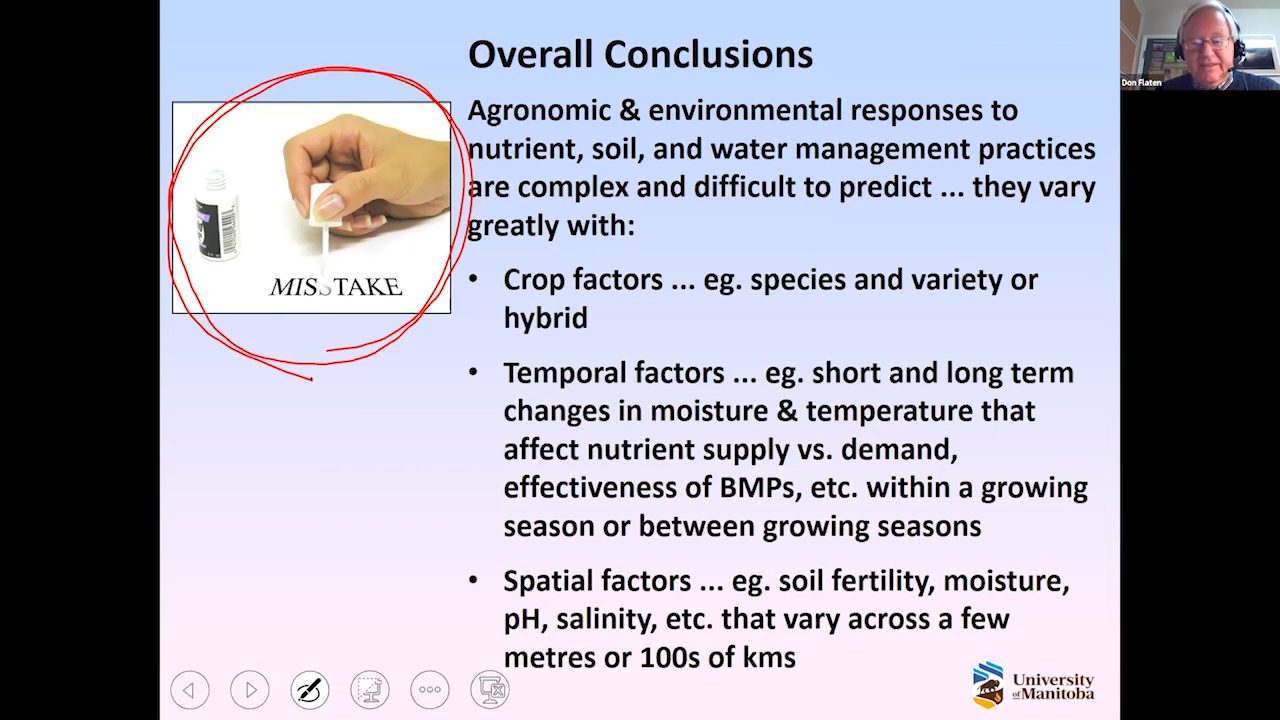 Overall Conclusions
Agronomic & environmental responses to
nutrient, soil, and water management practices
are complex and difficult to predict ... they vary
greatly with:
• Crop factors ... eg. species and variety or
hybrid
• Temporal factors ... eg. short and long term
changes in moisture & temperature that
affect nutrient supply vs. demand,
effectiveness of BMPs, etc. within a growing
season or between growing seasons
• Spatial factors ... eg. soil fertility, moisture,
pH, salinity, etc. that vary across a few
metres or 100s of kms
MISSTAKE
Don Flaten
University
of Manitoba